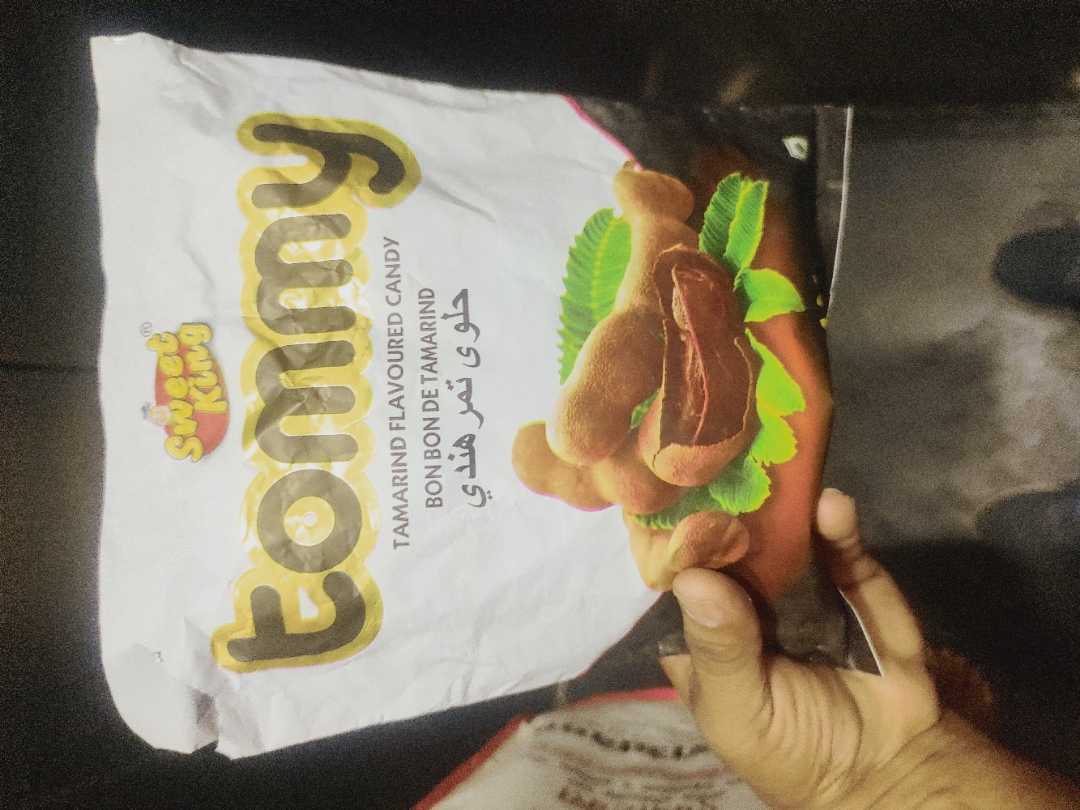 Sweet
King
®
tommy
TAMARIND FLAVOURED CANDY
BON BON DE TAMARIND
حلوى تمر هندي